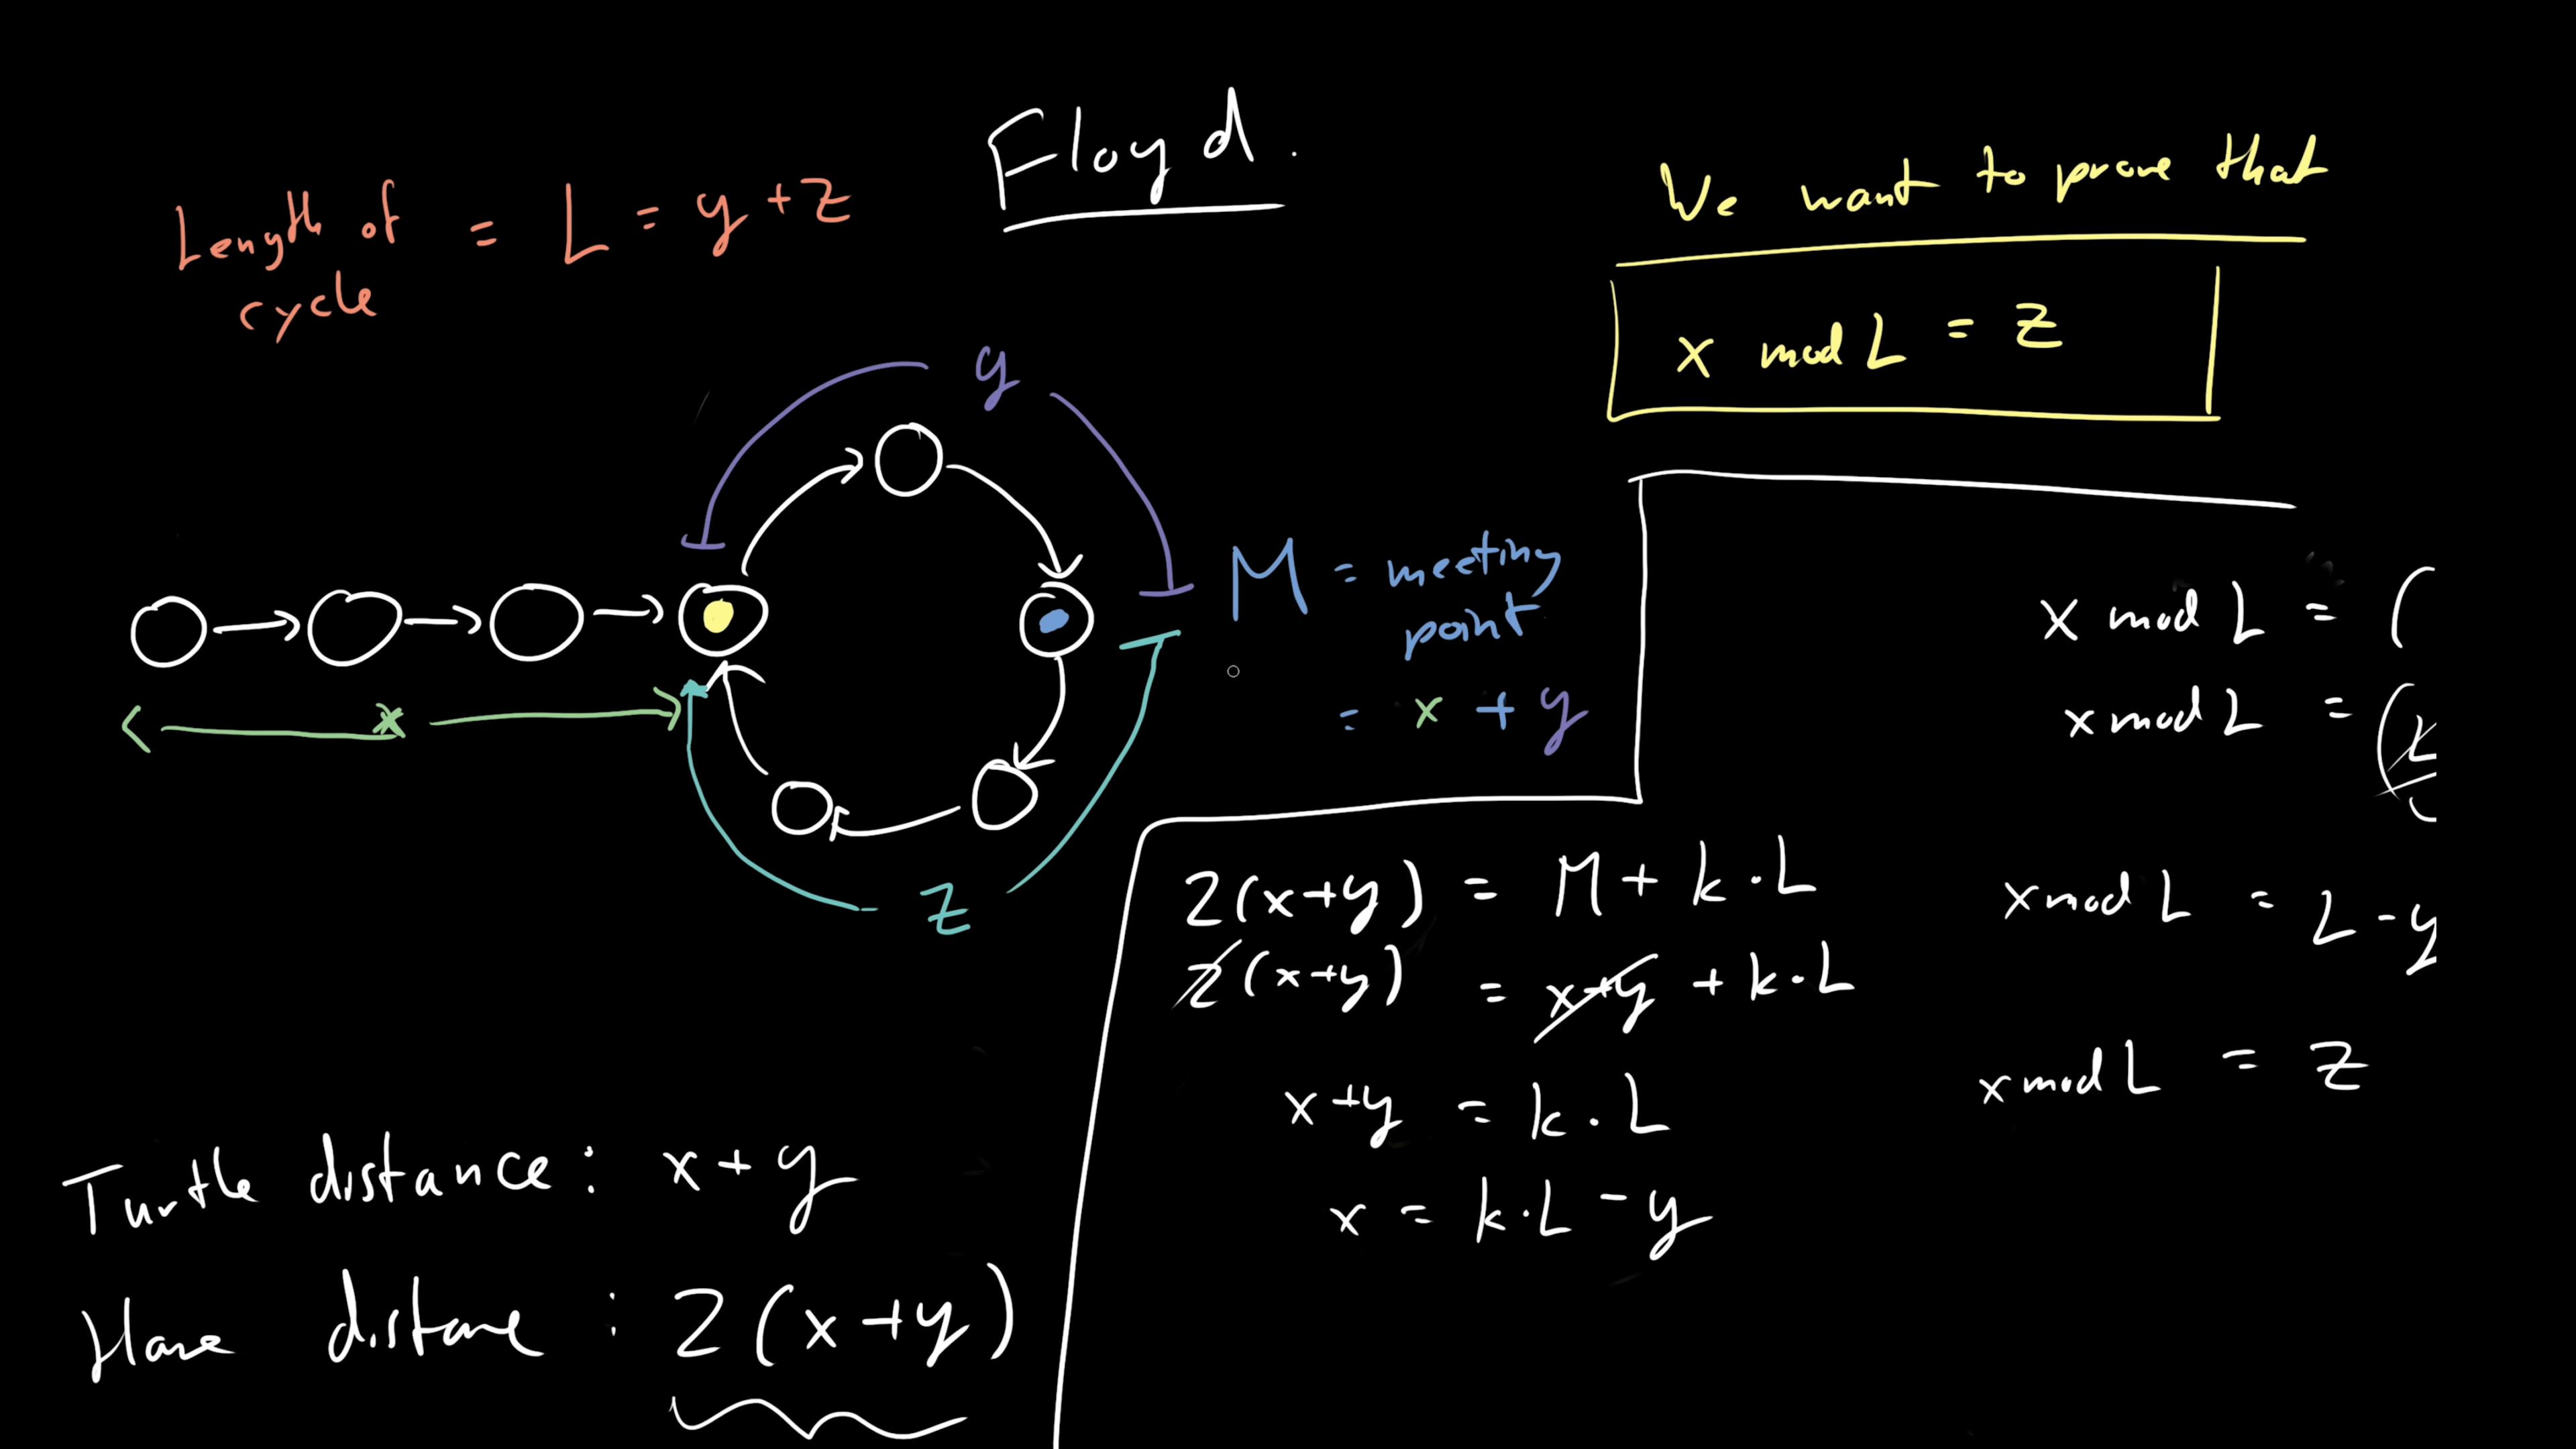 Floyd.
Length of cycle = L = y + z
We want to prove that
x mod L = z
y
M = meeting point
= x + y
x
z
x mod L = (
x mod L = (L
x mod L = L - y
x mod L = z
2(x+y) = M + k · L
2(x+y) = x+y + k · L
x+y = k · L
x = k · L - y
Turtle distance : x + y
Hare distance : 2(x+y)